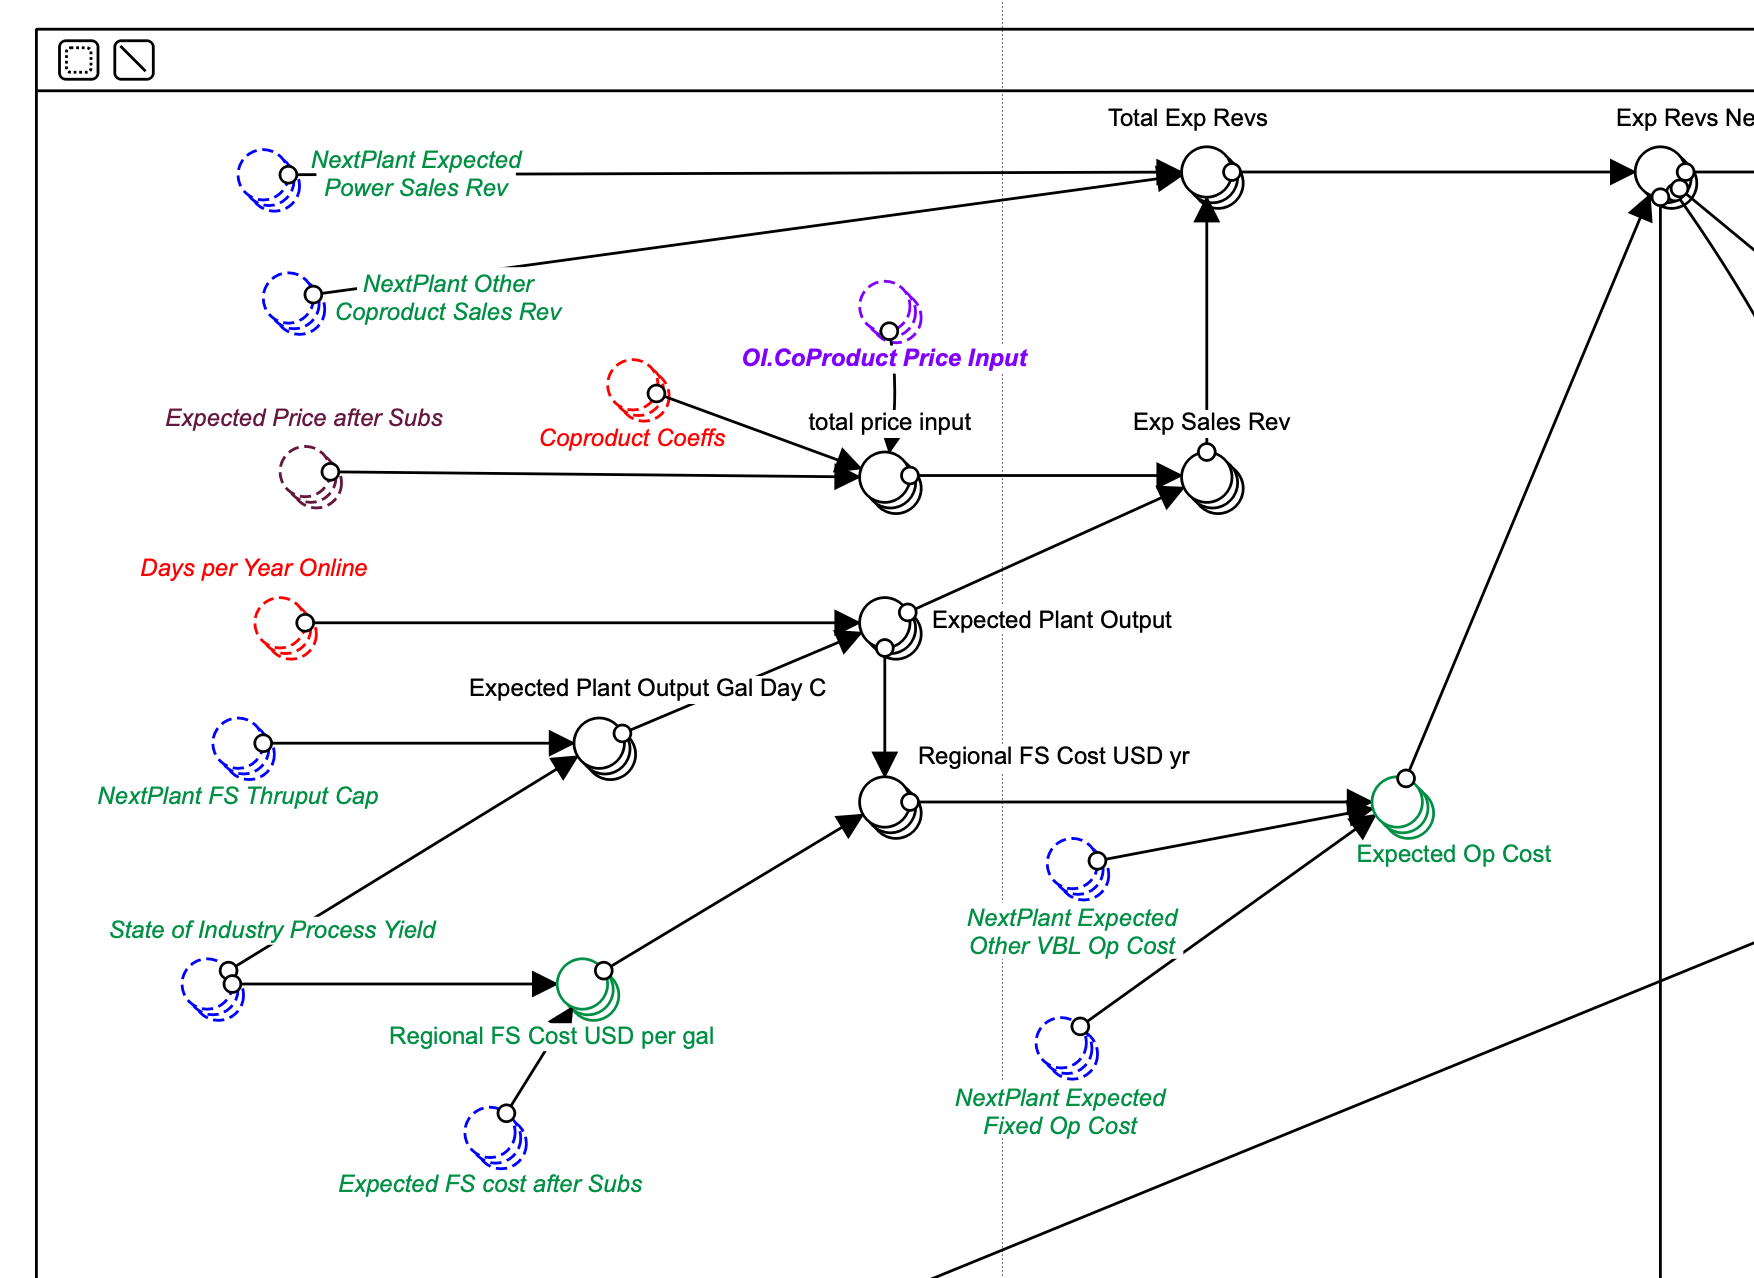 Total Exp Revs
Exp Revs Ne
NextPlant Expected
Power Sales Rev
NextPlant Other
Coproduct Sales Rev
OI.CoProduct Price Input
Expected Price after Subs
Coproduct Coeffs
total price input
Exp Sales Rev
Days per Year Online
Expected Plant Output
Expected Plant Output Gal Day C
Regional FS Cost USD yr
NextPlant FS Thruput Cap
Expected Op Cost
State of Industry Process Yield
NextPlant Expected
Other VBL Op Cost
Regional FS Cost USD per gal
NextPlant Expected
Fixed Op Cost
Expected FS cost after Subs